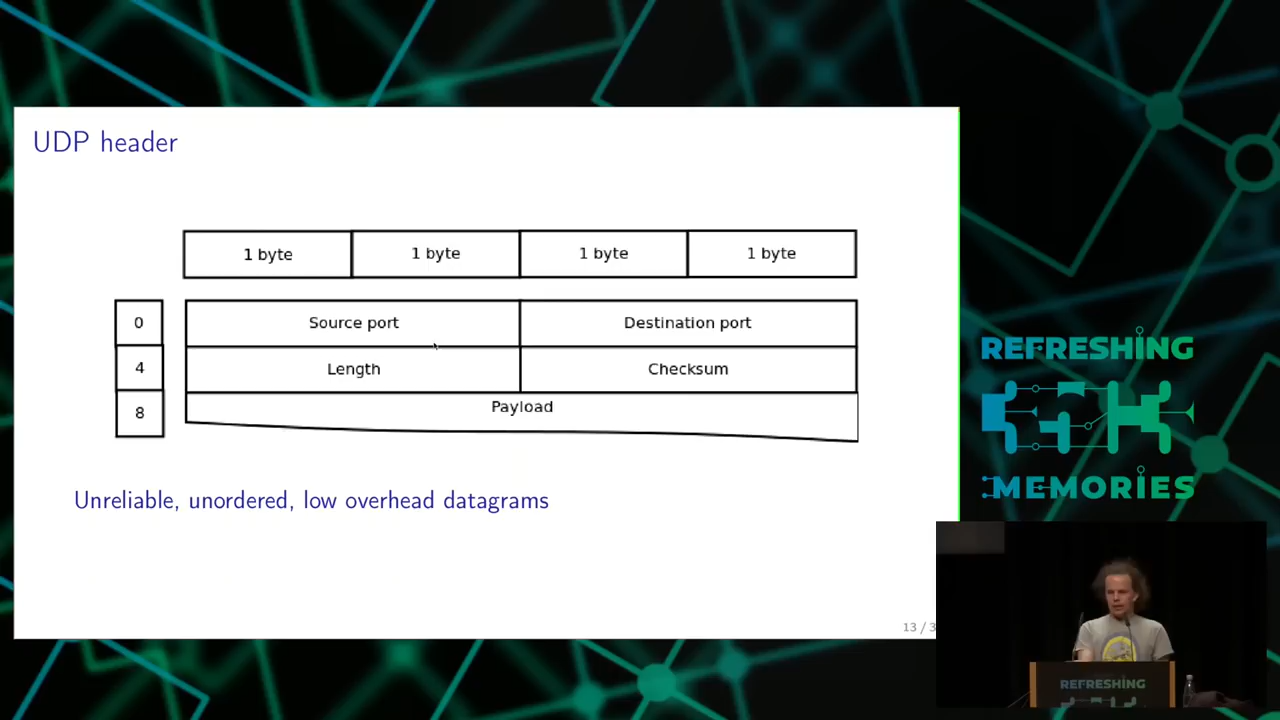 UDP header
1 byte 1 byte 1 byte 1 byte
0 Source port Destination port
4 Length Checksum
8 Payload
Unreliable, unordered, low overhead datagrams
13 / 3
REFRESHING
MEMORIES
REFRESHING